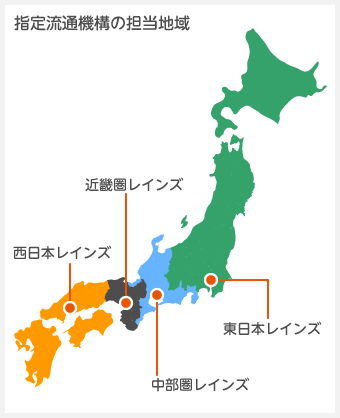 指定流通機構の担当地域
近畿圏レインズ
西日本レインズ
東日本レインズ
中部圏レインズ